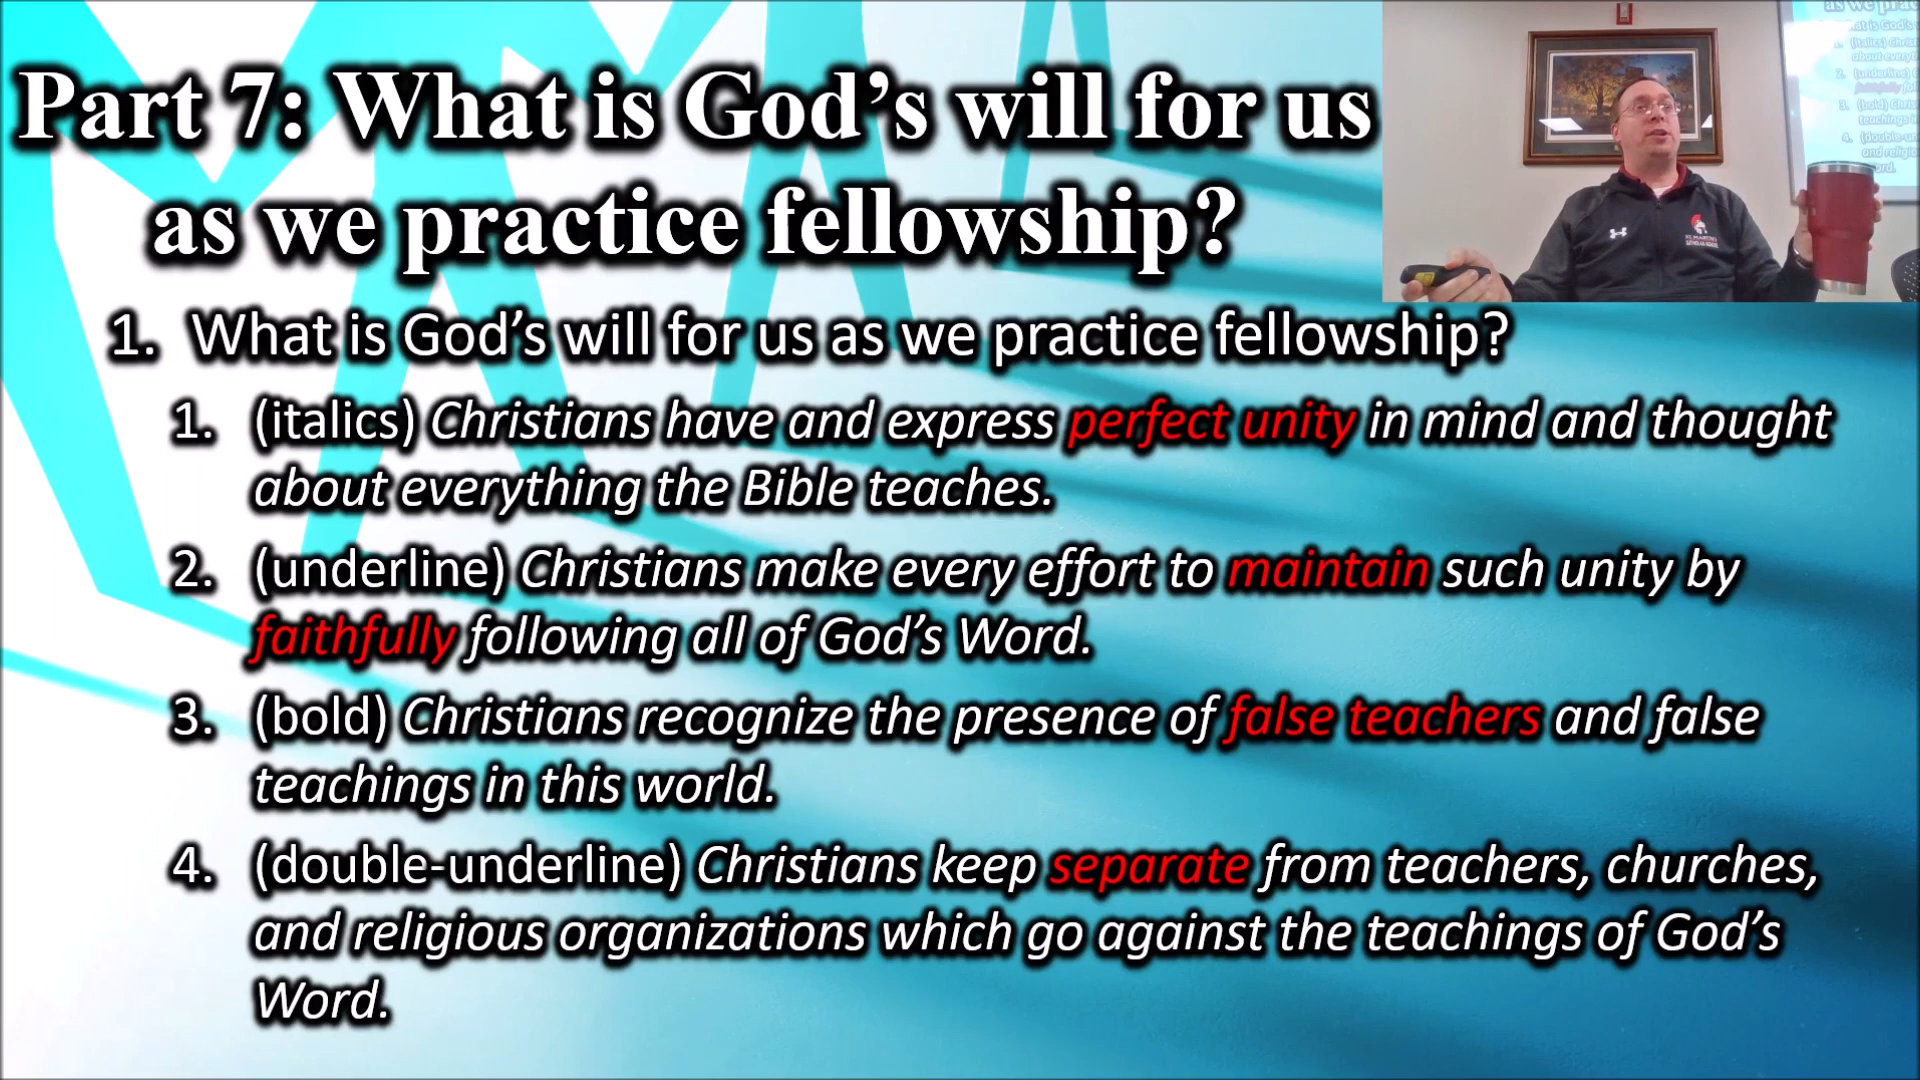 Part 7: What is God’s will for us
as we practice fellowship?
1. What is God’s will for us as we practice fellowship?
1. (italics) Christians have and express perfect unity in mind and thought
about everything the Bible teaches.
2. (underline) Christians make every effort to maintain such unity by
faithfully following all of God’s Word.
3. (bold) Christians recognize the presence of false teachers and false
teachings in this world.
4. (double-underline) Christians keep separate from teachers, churches,
and religious organizations which go against the teachings of God’s
Word.